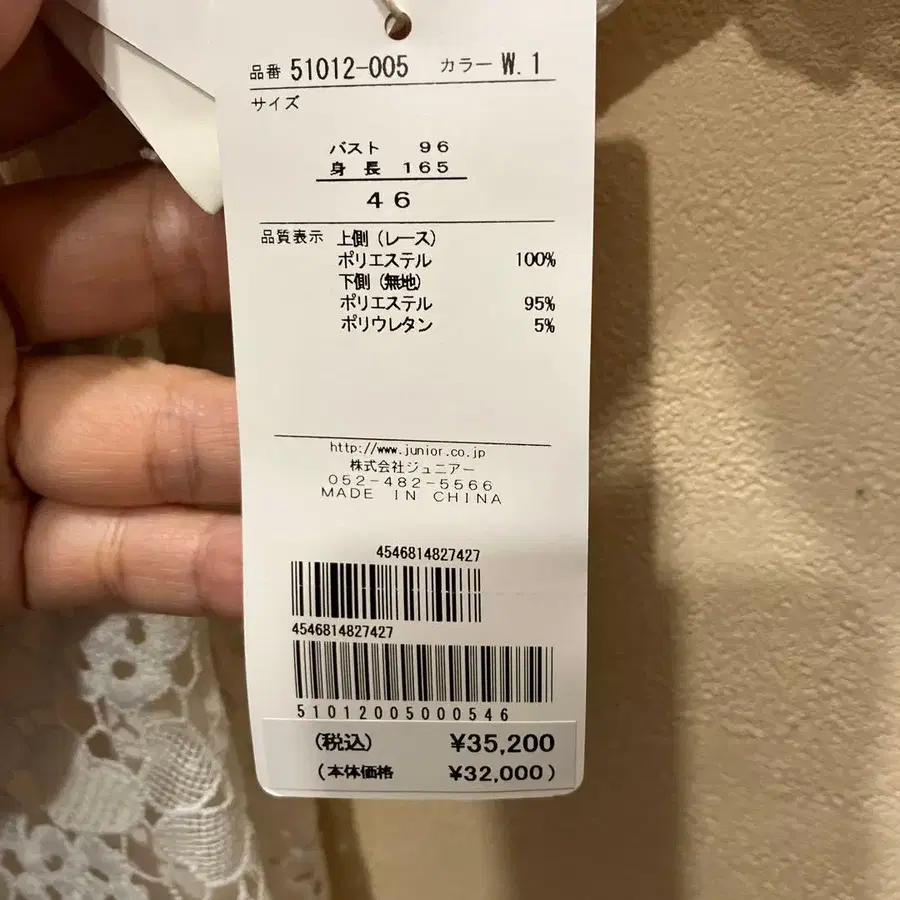 品番 51012-005 カラー W.1
サイズ
バスト 96
身長 165
46
品質表示 上側(レース)
ポリエステル 100%
下側(無地)
ポリエステル 95%
ポリウレタン 5%
http://www.junior.co.jp
株式会社ジュニアー
052-482-5566
MADE IN CHINA
4546814827427
4546814827427
51012005000546
(税込) ¥35,200
(本体価格 ¥32,000)